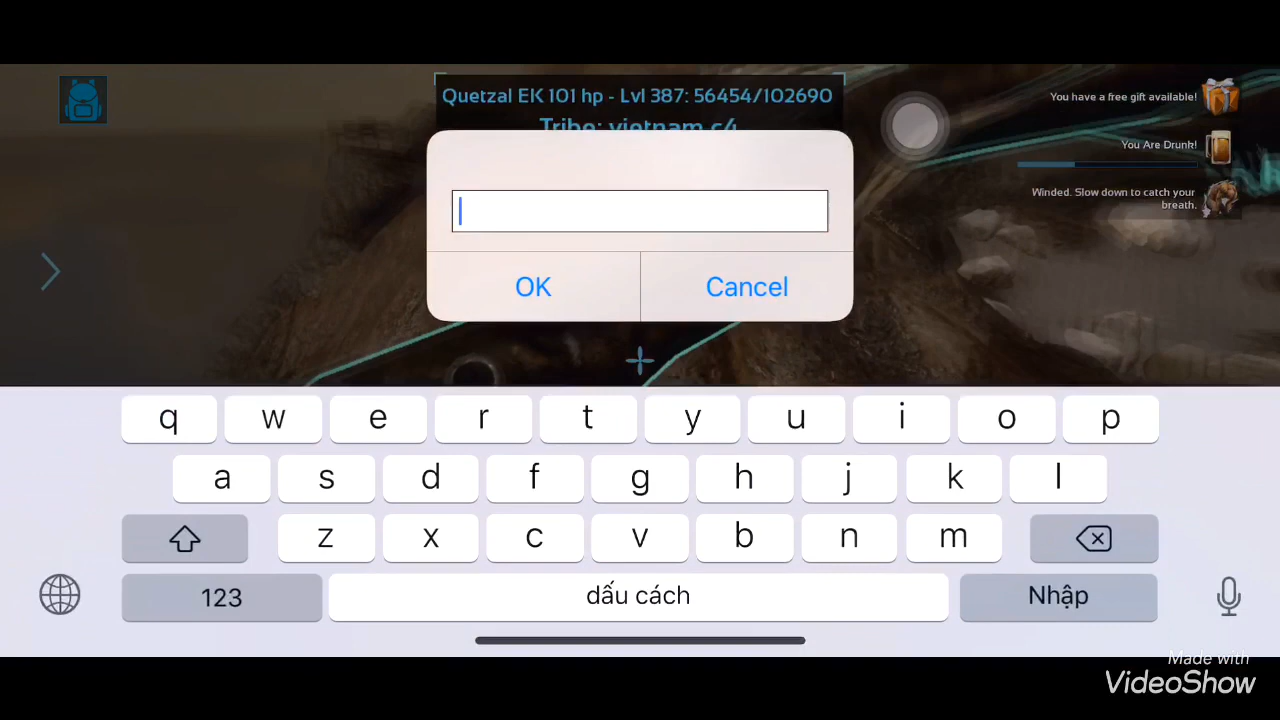 Quetzal EK 101 hp - Lvl 387: 56454/102690
Tribe: vietnam c4
You have a free gift available!
You Are Drunk!
Winded. Slow down to catch your
breath.
OK
Cancel
q w e r t y u i o p
a s d f g h j k l
z x c v b n m
123
dấu cách
Nhập
Made with
VideoShow